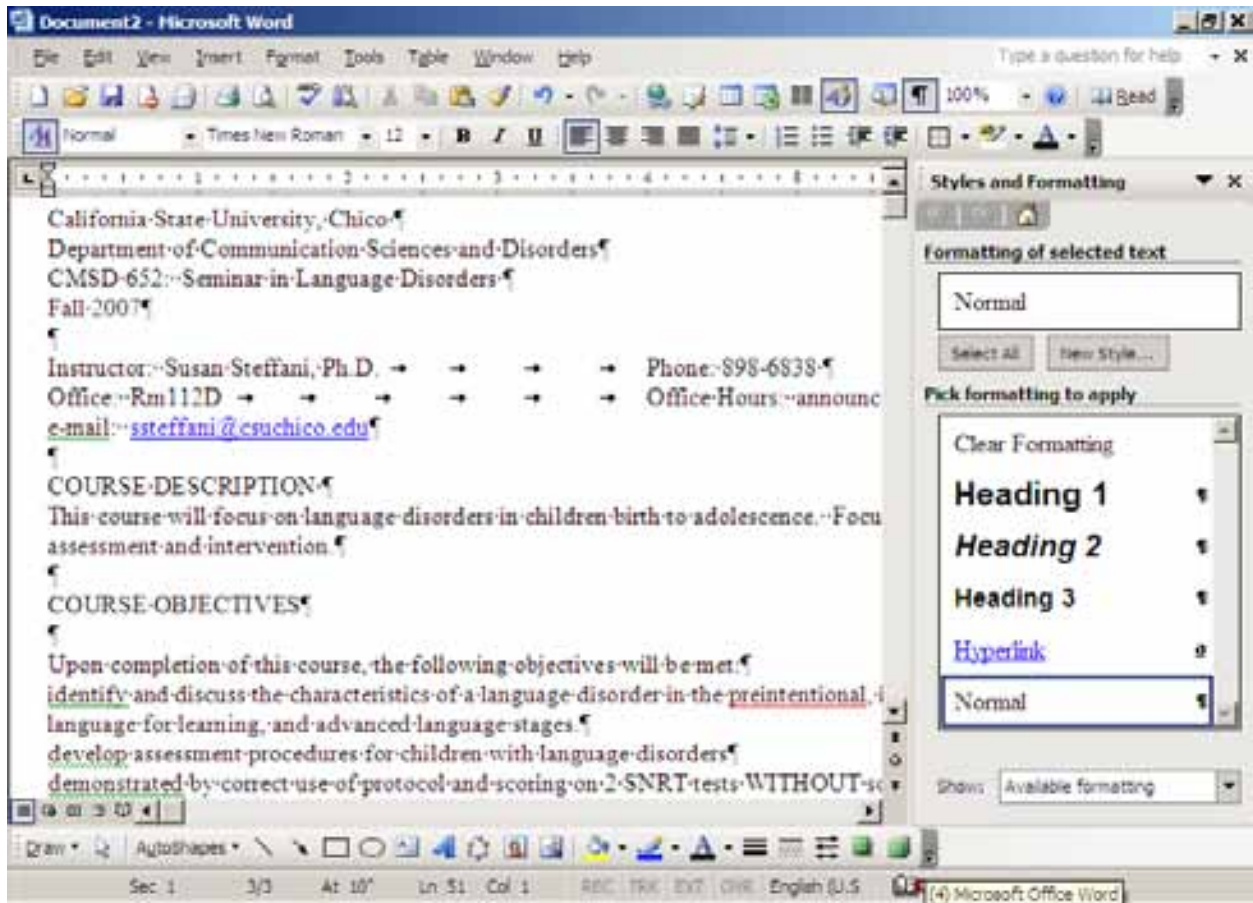 Document2 - Microsoft Word
File Edit View Insert Format Tools Table Window Help Type a question for help
100% Read
Normal Times New Roman 12 B I U
Styles and Formatting
California·State·University,·Chico·¶
Department·of·Communication·Sciences·and·Disorders¶
CMSD·652:··Seminar·in·Language·Disorders·¶
Fall·2007¶
¶
Instructor:··Susan·Steffani,·Ph.D. → → → → Phone:·898-6838·¶
Office:··Rm112D → → → → → → Office·Hours:··announc
e-mail:··ssteffani@csuchico.edu¶
¶
COURSE·DESCRIPTION·¶
This·course·will·focus·on·language·disorders·in·children·birth·to·adolescence.··Focu
assessment·and·intervention.¶
¶
COURSE·OBJECTIVES¶
¶
Upon·completion·of·this·course,·the·following·objectives·will·be·met:¶
identify·and·discuss·the·characteristics·of·a·language·disorder·in·the·preintentional,
language·for·learning,·and·advanced·language·stages.¶
develop·assessment·procedures·for·children·with·language·disorders¶
demonstrated·by·correct·use·of·protocol·and·scoring·on·2·SNRT·tests·WITHOUT
Formatting of selected text
Normal
Select All New Style...
Pick formatting to apply
Clear Formatting
Heading 1 ¶
Heading 2 ¶
Heading 3 ¶
Hyperlink a
Normal ¶
Show: Available formatting
Draw AutoShapes
Sec 1 3/3 At 10" Ln 51 Col 1 REC TRK EXT OVR English (U.S
(4) Microsoft Office Word